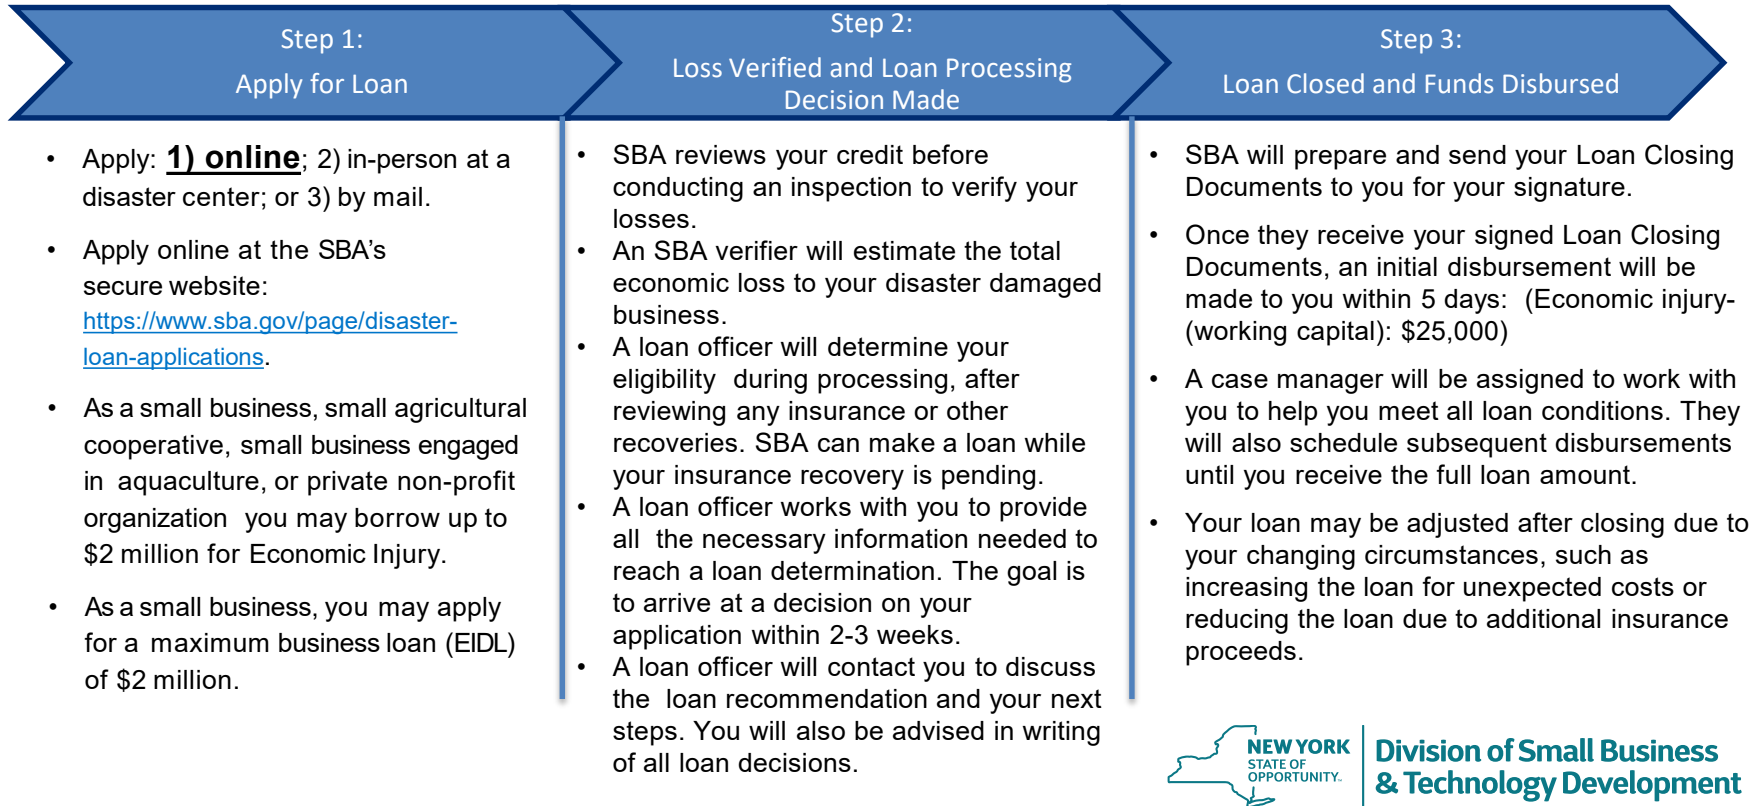 Step 1:
Apply for Loan
Step 2:
Loss Verified and Loan Processing
Decision Made
Step 3:
Loan Closed and Funds Disbursed
• Apply: 1) online; 2) in-person at a
disaster center; or 3) by mail.
• Apply online at the SBA’s
secure website:
https://www.sba.gov/page/disaster-
loan-applications.
• As a small business, small agricultural
cooperative, small business engaged
in aquaculture, or private non-profit
organization you may borrow up to
$2 million for Economic Injury.
• As a small business, you may apply
for a maximum business loan (EIDL)
of $2 million.
• SBA reviews your credit before
conducting an inspection to verify your
losses.
• An SBA verifier will estimate the total
economic loss to your disaster damaged
business.
• A loan officer will determine your
eligibility during processing, after
reviewing any insurance or other
recoveries. SBA can make a loan while
your insurance recovery is pending.
• A loan officer works with you to provide
all the necessary information needed to
reach a loan determination. The goal is
to arrive at a decision on your
application within 2-3 weeks.
• A loan officer will contact you to discuss
the loan recommendation and your next
steps. You will also be advised in writing
of all loan decisions.
• SBA will prepare and send your Loan Closing
Documents to you for your signature.
• Once they receive your signed Loan Closing
Documents, an initial disbursement will be
made to you within 5 days: (Economic injury-
(working capital): $25,000)
• A case manager will be assigned to work with
you to help you meet all loan conditions. They
will also schedule subsequent disbursements
until you receive the full loan amount.
• Your loan may be adjusted after closing due to
your changing circumstances, such as
increasing the loan for unexpected costs or
reducing the loan due to additional insurance
proceeds.
NEW YORK
STATE OF
OPPORTUNITY™
Division of Small Business
& Technology Development